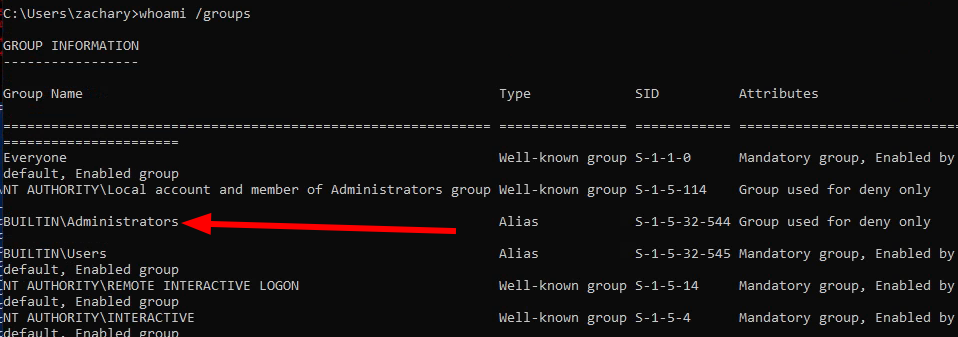 C:\Users\zachary>whoami /groups
GROUP INFORMATION
-----------------
Group Name Type SID Attributes
============================================================= ================ ============ ============================
======================
Everyone Well-known group S-1-1-0 Mandatory group, Enabled by
default, Enabled group
NT AUTHORITY\Local account and member of Administrators group Well-known group S-1-5-114 Group used for deny only
BUILTIN\Administrators Alias S-1-5-32-544 Group used for deny only
BUILTIN\Users Alias S-1-5-32-545 Mandatory group, Enabled by
default, Enabled group
NT AUTHORITY\REMOTE INTERACTIVE LOGON Well-known group S-1-5-14 Mandatory group, Enabled by
default, Enabled group
NT AUTHORITY\INTERACTIVE Well-known group S-1-5-4 Mandatory group, Enabled by
default, Enabled group